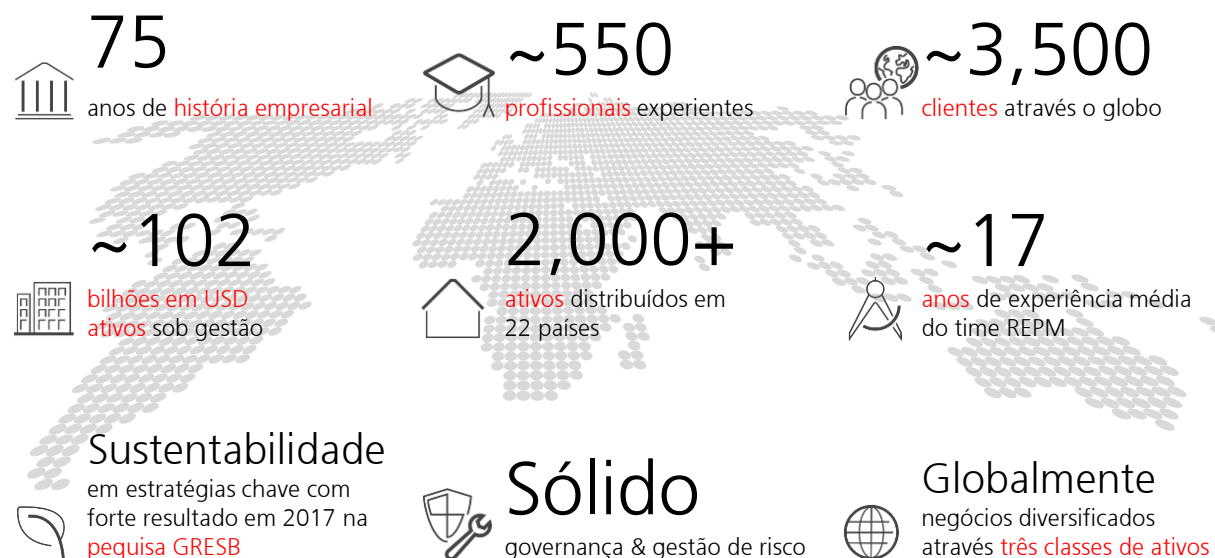 75
anos de história empresarial
~550
profissionais experientes
~3,500
clientes através o globo
~102
bilhões em USD
ativos sob gestão
2,000+
ativos distribuídos em
22 países
~17
anos de experiência média
do time REPM
Sustentabilidade
em estratégias chave com
forte resultado em 2017 na
pequisa GRESB
Sólido
governança & gestão de risco
Globalmente
negócios diversificados
através três classes de ativos